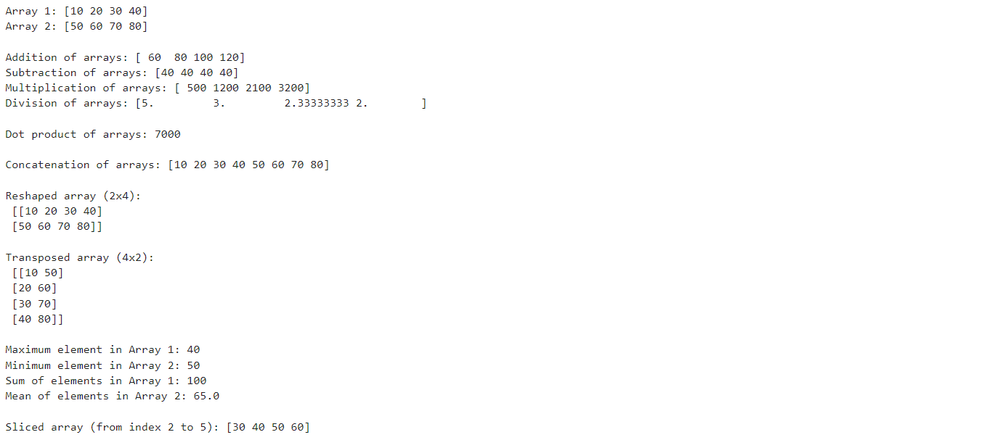 Array 1: [10 20 30 40]
Array 2: [50 60 70 80]

Addition of arrays: [ 60  80 100 120]
Subtraction of arrays: [40 40 40 40]
Multiplication of arrays: [ 500 1200 2100 3200]
Division of arrays: [5.         3.         2.33333333 2.        ]

Dot product of arrays: 7000

Concatenation of arrays: [10 20 30 40 50 60 70 80]

Reshaped array (2x4):
 [[10 20 30 40]
 [50 60 70 80]]

Transposed array (4x2):
 [[10 50]
 [20 60]
 [30 70]
 [40 80]]

Maximum element in Array 1: 40
Minimum element in Array 2: 50
Sum of elements in Array 1: 100
Mean of elements in Array 2: 65.0

Sliced array (from index 2 to 5): [30 40 50 60]